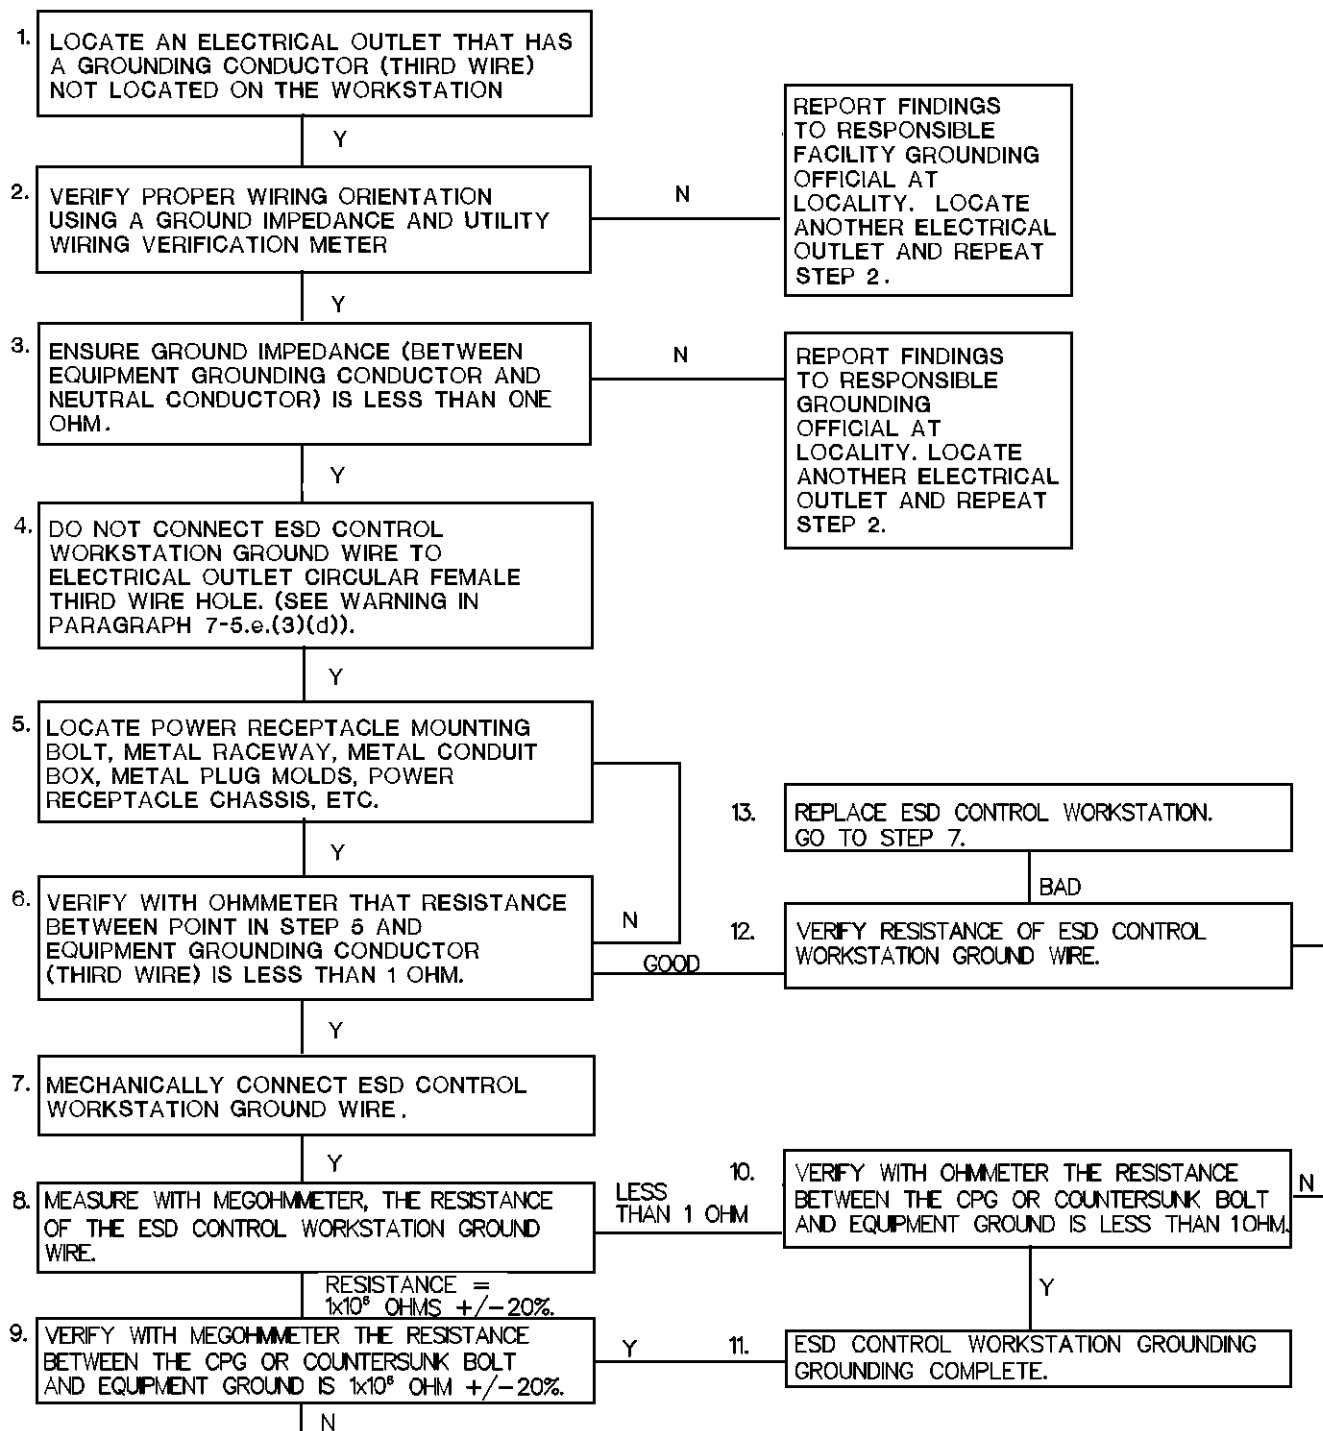 1. LOCATE AN ELECTRICAL OUTLET THAT HAS
A GROUNDING CONDUCTOR (THIRD WIRE)
NOT LOCATED ON THE WORKSTATION
Y
2. VERIFY PROPER WIRING ORIENTATION
USING A GROUND IMPEDANCE AND UTILITY
WIRING VERIFICATION METER
N
REPORT FINDINGS
TO RESPONSIBLE
FACILITY GROUNDING
OFFICIAL AT
LOCALITY. LOCATE
ANOTHER ELECTRICAL
OUTLET AND REPEAT
STEP 2.
Y
3. ENSURE GROUND IMPEDANCE (BETWEEN
EQUIPMENT GROUNDING CONDUCTOR AND
NEUTRAL CONDUCTOR) IS LESS THAN ONE
OHM.
N
REPORT FINDINGS
TO RESPONSIBLE
GROUNDING
OFFICIAL AT
LOCALITY. LOCATE
ANOTHER ELECTRICAL
OUTLET AND REPEAT
STEP 2.
Y
4. DO NOT CONNECT ESD CONTROL
WORKSTATION GROUND WIRE TO
ELECTRICAL OUTLET CIRCULAR FEMALE
THIRD WIRE HOLE. (SEE WARNING IN
PARAGRAPH 7-5.e.(3)(d)).
Y
5. LOCATE POWER RECEPTACLE MOUNTING
BOLT, METAL RACEWAY, METAL CONDUIT
BOX, METAL PLUG MOLDS, POWER
RECEPTACLE CHASSIS, ETC.
Y
6. VERIFY WITH OHMMETER THAT RESISTANCE
BETWEEN POINT IN STEP 5 AND
EQUIPMENT GROUNDING CONDUCTOR
(THIRD WIRE) IS LESS THAN 1 OHM.
N
GOOD
13. REPLACE ESD CONTROL WORKSTATION.
GO TO STEP 7.
BAD
12. VERIFY RESISTANCE OF ESD CONTROL
WORKSTATION GROUND WIRE.
Y
7. MECHANICALLY CONNECT ESD CONTROL
WORKSTATION GROUND WIRE.
Y
8. MEASURE WITH MEGOHMMETER, THE RESISTANCE
OF THE ESD CONTROL WORKSTATION GROUND
WIRE.
LESS
THAN 1 OHM
10. VERIFY WITH OHMMETER THE RESISTANCE
BETWEEN THE CPG OR COUNTERSUNK BOLT
AND EQUIPMENT GROUND IS LESS THAN 1OHM.
N
RESISTANCE =
1x10⁶ OHMS +/-20%.
Y
9. VERIFY WITH MEGOHMMETER THE RESISTANCE
BETWEEN THE CPG OR COUNTERSUNK BOLT
AND EQUIPMENT GROUND IS 1x10⁶ OHM +/-20%.
Y
11. ESD CONTROL WORKSTATION GROUNDING
GROUNDING COMPLETE.
N